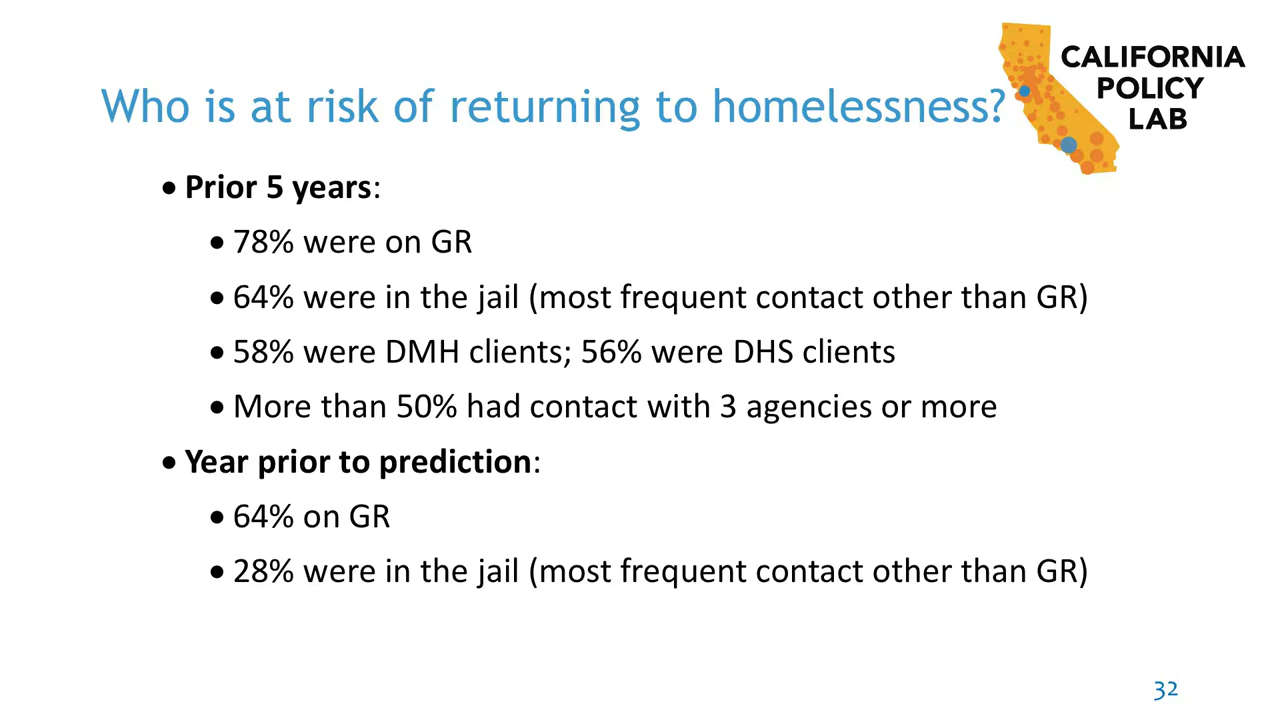 CALIFORNIA
POLICY
LAB
Who is at risk of returning to homelessness?
• Prior 5 years:
• 78% were on GR
• 64% were in the jail (most frequent contact other than GR)
• 58% were DMH clients; 56% were DHS clients
• More than 50% had contact with 3 agencies or more
• Year prior to prediction:
• 64% on GR
• 28% were in the jail (most frequent contact other than GR)
32